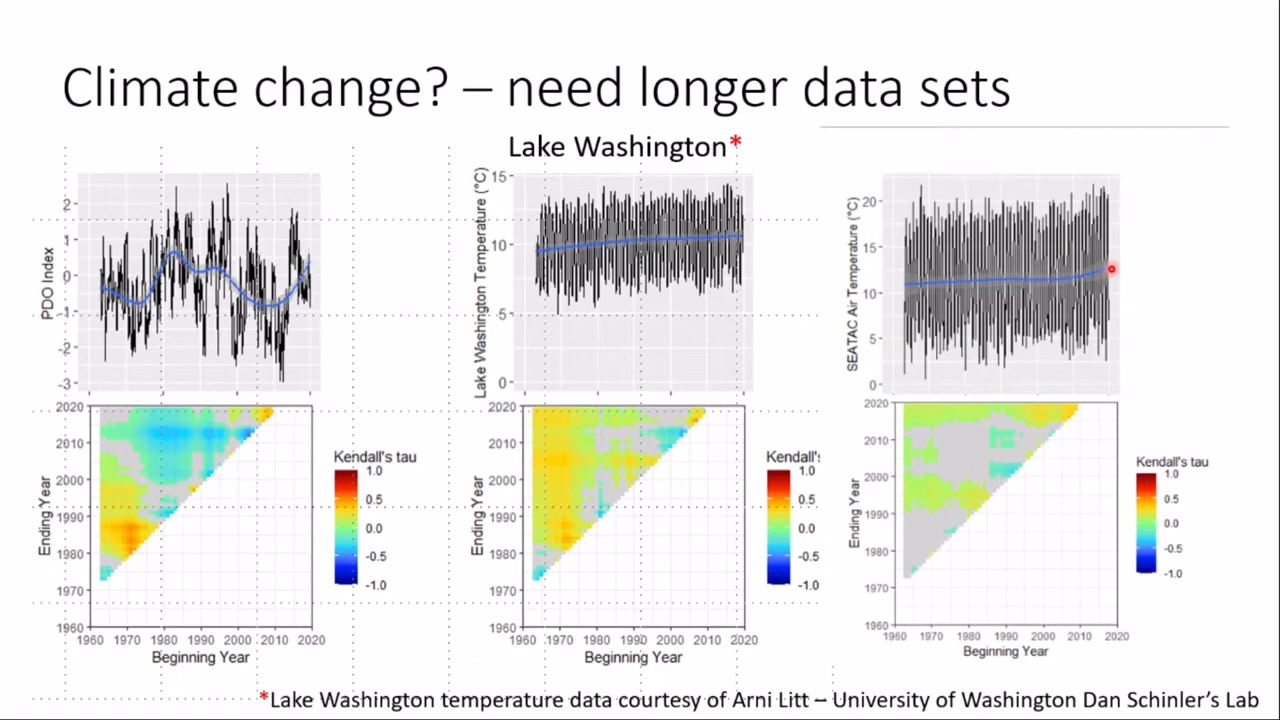 Climate change? – need longer data sets
Lake Washington*
PDO Index
2
1
0
-1
-2
-3
Lake Washington Temperature (°C)
15
10
5
0
SEATAC Air Temperature (°C)
20
15
10
5
0
Ending Year
2020
2010
2000
1990
1980
1970
1960
1960 1970 1980 1990 2000 2010 2020
Beginning Year
Kendall's tau
1.0
0.5
0.0
-0.5
-1.0
Ending Year
2020
2010
2000
1990
1980
1970
1960
1960 1970 1980 1990 2000 2010 2020
Beginning Year
Kendall's
1.0
0.5
0.0
-0.5
-1.0
Ending Year
2020
2010
2000
1990
1980
1970
1960
1960 1970 1980 1990 2000 2010 2020
Beginning Year
Kendall's tau
1.0
0.5
0.0
-0.5
-1.0
*Lake Washington temperature data courtesy of Arni Litt – University of Washington Dan Schinler's Lab